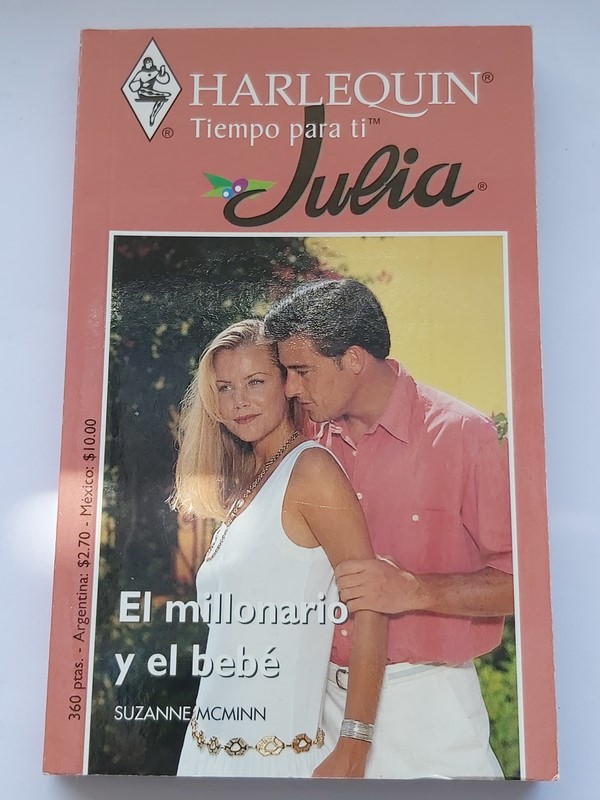 HARLEQUIN®
®
Tiempo para ti™
Julia®
360 ptas. - Argentina: $2.70 - México: $10.00
El millonario
y el bebé
SUZANNE MCMINN